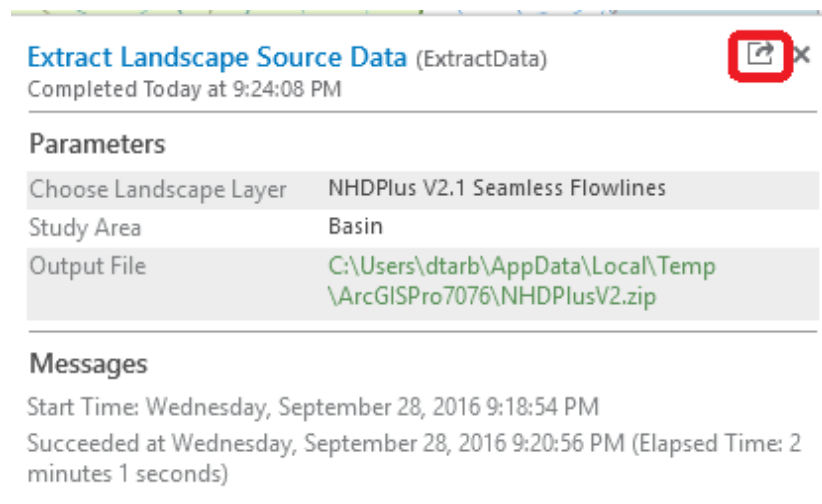 Extract Landscape Source Data (ExtractData)
Completed Today at 9:24:08 PM
Parameters
Choose Landscape Layer NHDPlus V2.1 Seamless Flowlines
Study Area Basin
Output File C:\Users\dtarb\AppData\Local\Temp
\ArcGISPro7076\NHDPlusV2.zip
Messages
Start Time: Wednesday, September 28, 2016 9:18:54 PM
Succeeded at Wednesday, September 28, 2016 9:20:56 PM (Elapsed Time: 2
minutes 1 seconds)